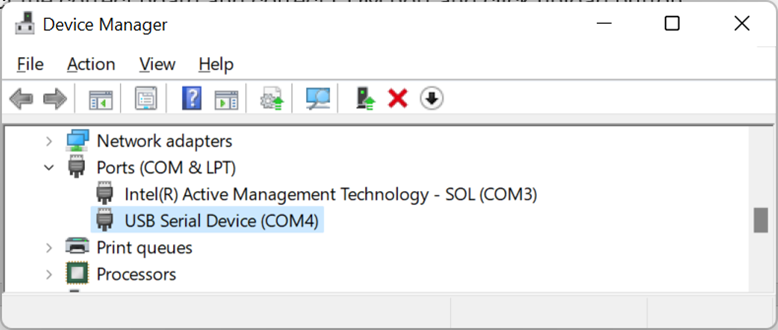 Device Manager
File Action View Help
Network adapters
Ports (COM & LPT)
Intel(R) Active Management Technology - SOL (COM3)
USB Serial Device (COM4)
Print queues
Processors